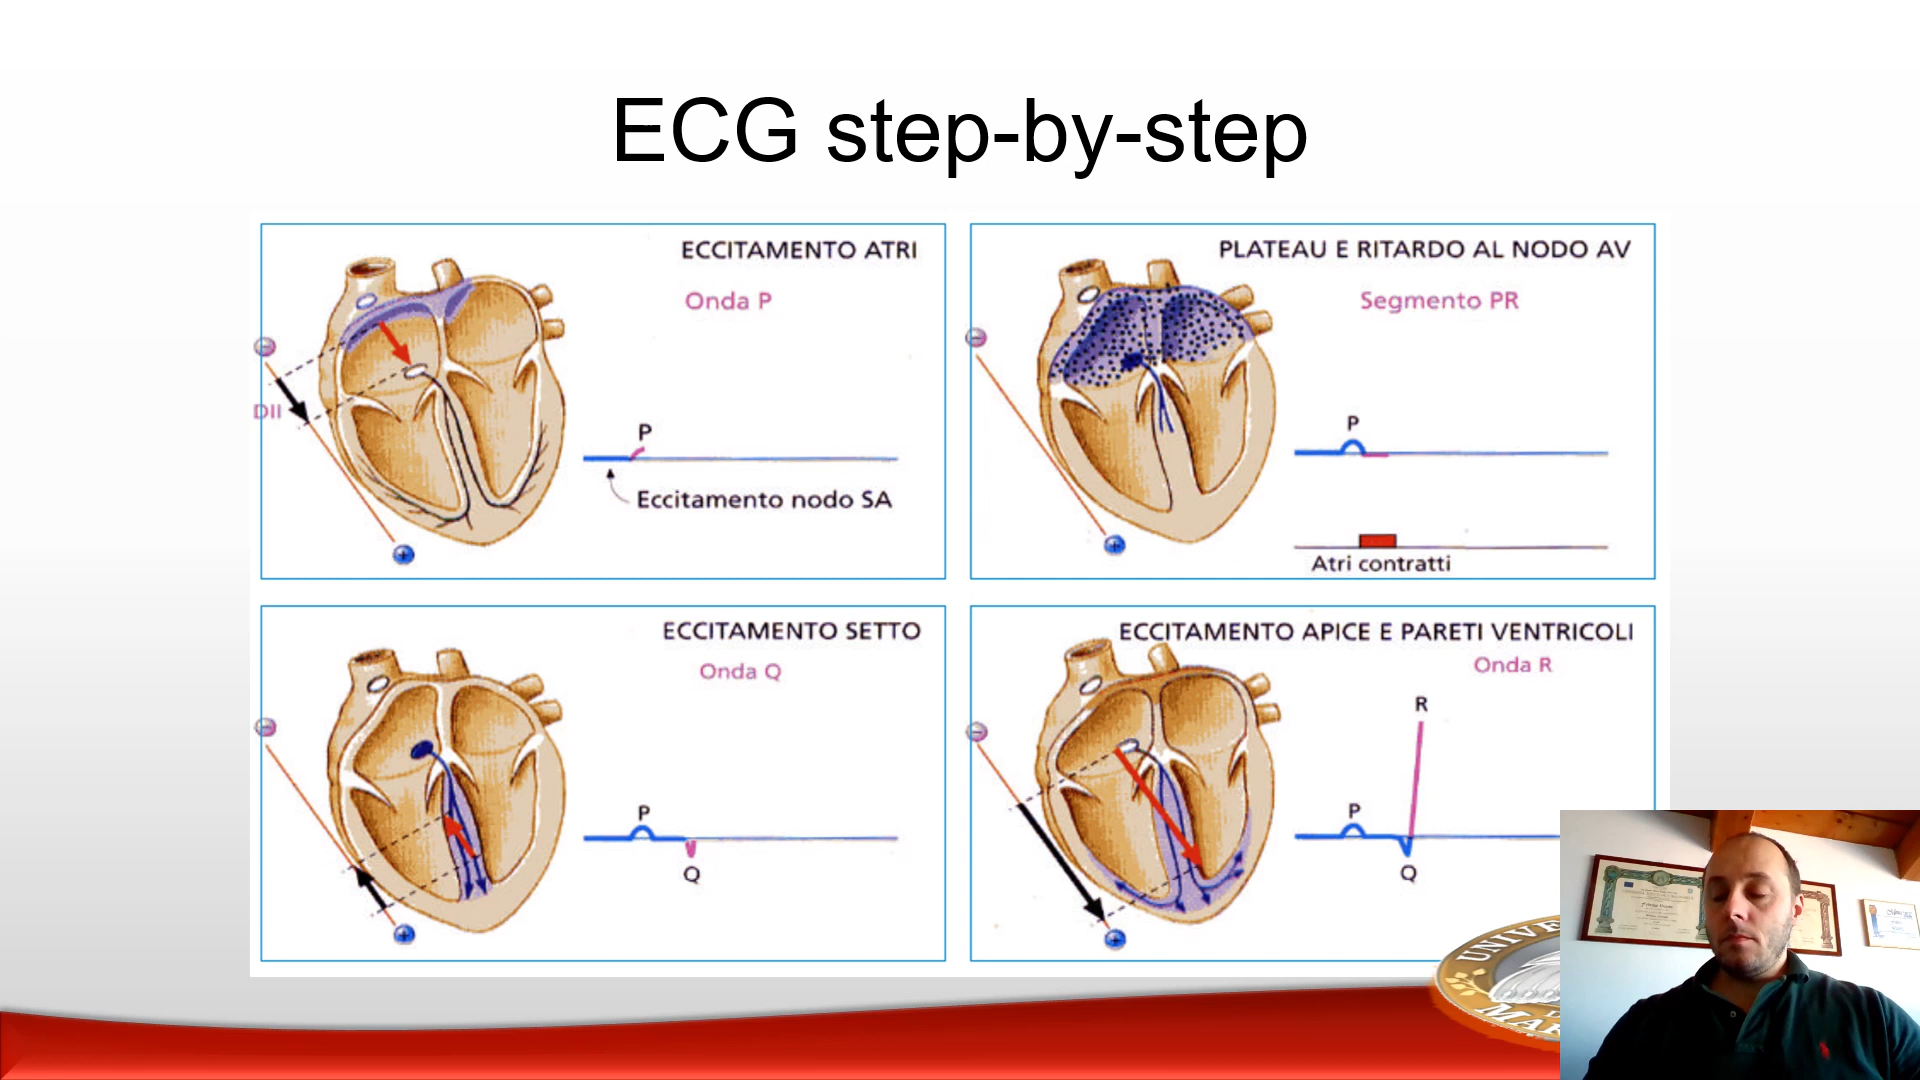 ECG step-by-step
ECCITAMENTO ATRI
Onda P
DII
P
Eccitamento nodo SA
PLATEAU E RITARDO AL NODO AV
Segmento PR
P
Atri contratti
ECCITAMENTO SETTO
Onda Q
P
Q
ECCITAMENTO APICE E PARETI VENTRICOLI
Onda R
R
P
Q